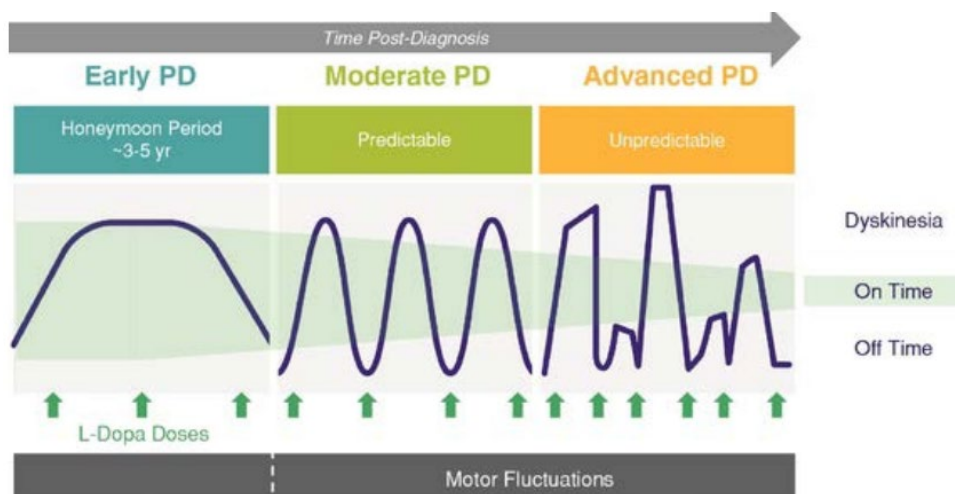 Time Post-Diagnosis
Early PD
Moderate PD
Advanced PD
Honeymoon Period
~3-5 yr
Predictable
Unpredictable
Dyskinesia
On Time
Off Time
L-Dopa Doses
Motor Fluctuations